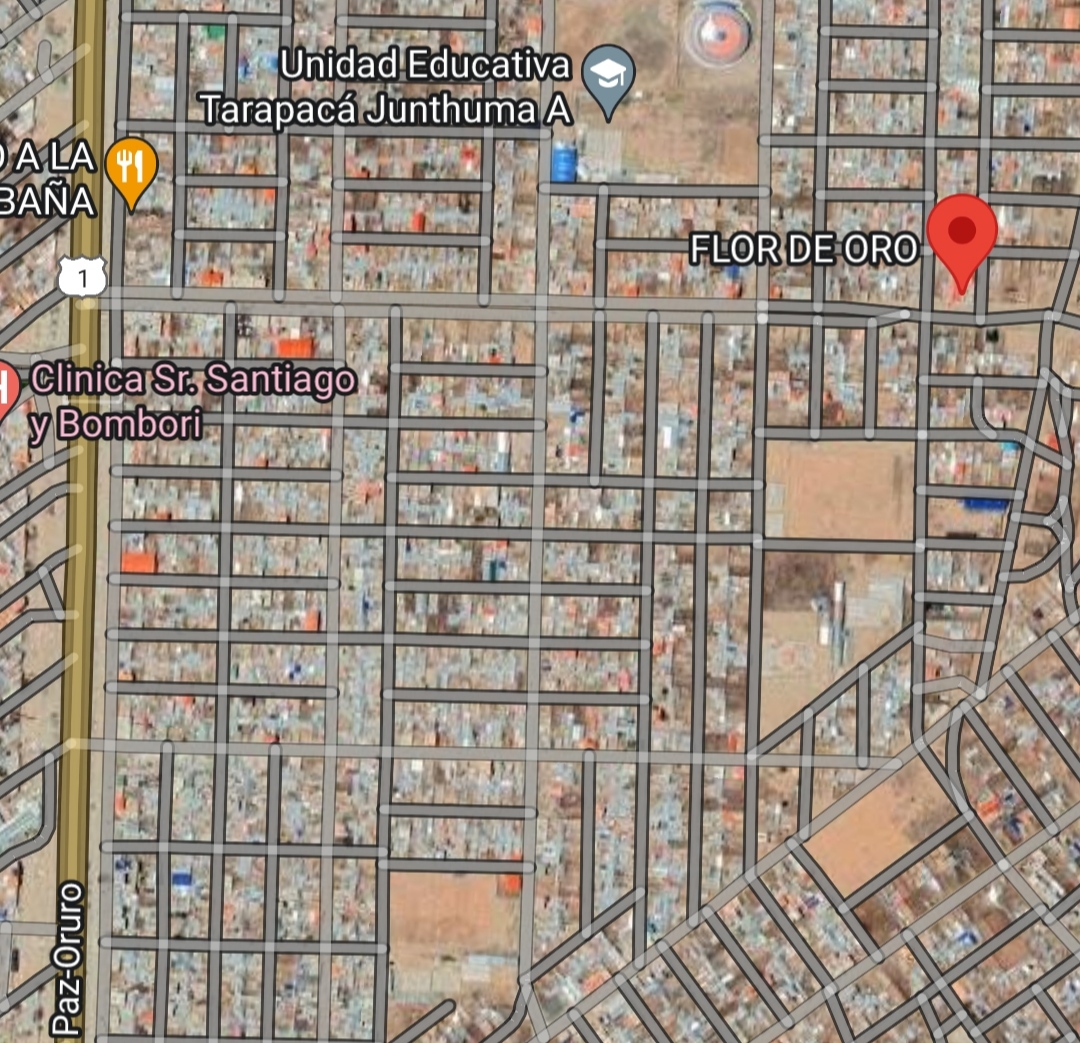 Unidad Educativa
Tarapacá Junthuma A
A LA
BAÑA
FLOR DE ORO
1
Clinica Sr. Santiago
y Bombori
Paz-Oruro